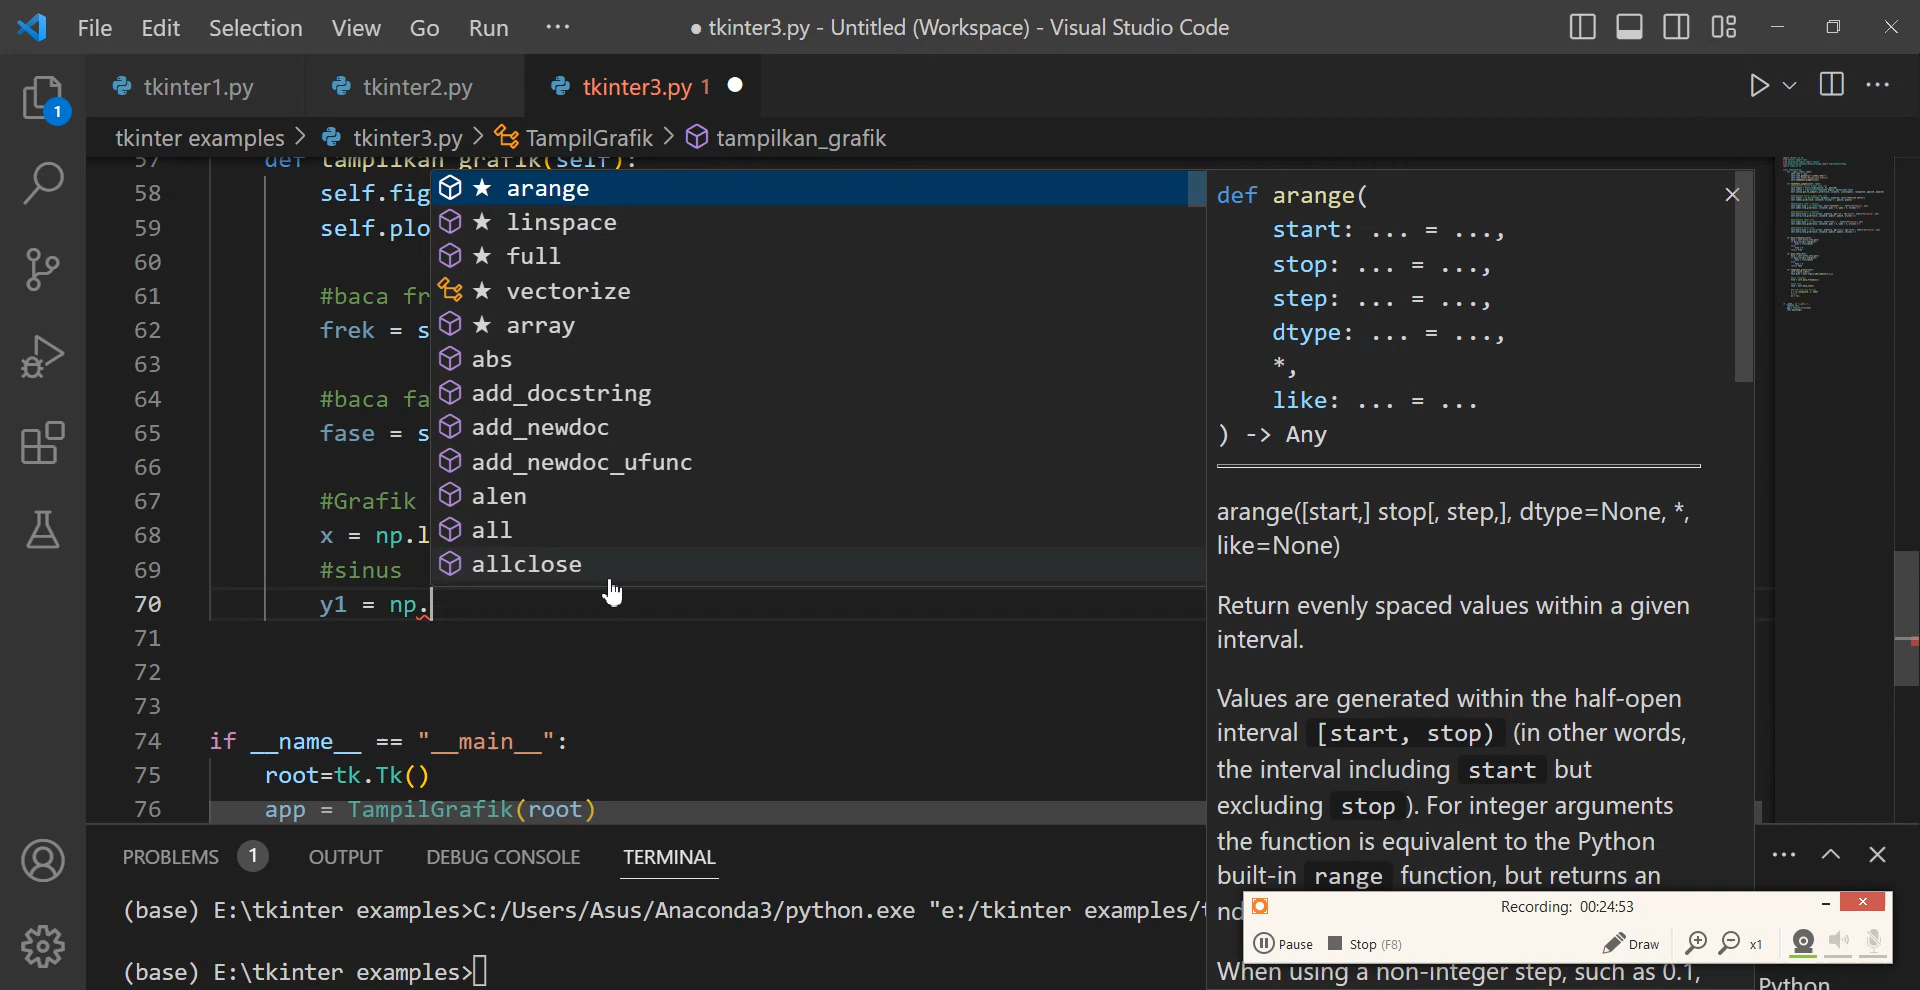 File Edit Selection View Go Run ··· ● tkinter3.py - Untitled (Workspace) - Visual Studio Code
1
tkinter1.py tkinter2.py tkinter3.py 1
tkinter examples > tkinter3.py > TampilGrafik > tampilkan_grafik
57 def tampilkan_grafik(self):
58 self.fig
59 self.plo
60
61 #baca fr
62 frek = s
63
64 #baca fa
65 fase = s
66
67 #Grafik
68 x = np.l
69 #sinus
70 y1 = np.
71
72
73
74 if __name__ == "__main__":
75 root=tk.Tk()
76 app = TampilGrafik(root)
★ arange
★ linspace
★ full
★ vectorize
★ array
abs
add_docstring
add_newdoc
add_newdoc_ufunc
alen
all
allclose
def arange(
start: ... = ...,
stop: ... = ...,
step: ... = ...,
dtype: ... = ...,
*,
like: ... = ...
) -> Any
arange([start,] stop[, step,], dtype=None, *,
like=None)
Return evenly spaced values within a given
interval.
Values are generated within the half-open
interval [start, stop) (in other words,
the interval including start but
excluding stop ). For integer arguments
the function is equivalent to the Python
built-in range function, but returns an
nd
When using a non-integer step, such as 0.1,
PROBLEMS 1 OUTPUT DEBUG CONSOLE TERMINAL
(base) E:\tkinter examples>C:/Users/Asus/Anaconda3/python.exe "e:/tkinter examples/t
(base) E:\tkinter examples>
Recording: 00:24:53
Pause Stop (F8) Draw x1
Python